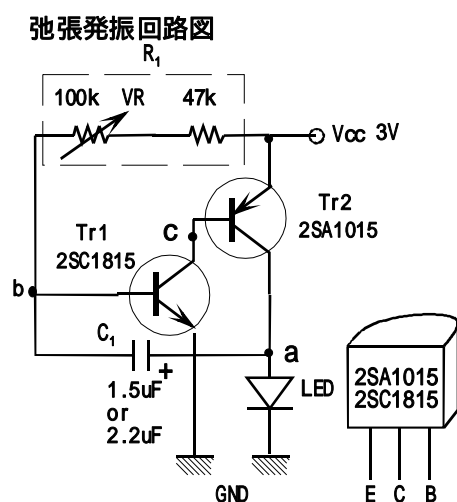 弛張発振回路図
R1
100k VR 47k
Vcc 3V
Tr2
2SA1015
Tr1
2SC1815
c
b
C1
a
+
1.5uF
or
2.2uF
LED
2SA1015
2SC1815
GND
E C B